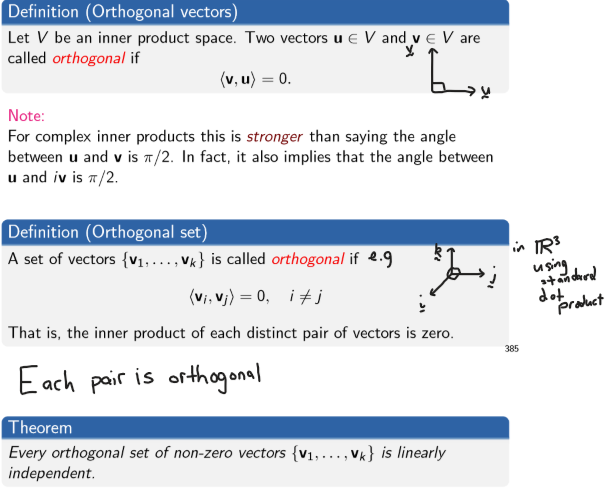 Definition (Orthogonal vectors)
Let V be an inner product space. Two vectors u ∈ V and v ∈ V are
called orthogonal if
⟨v, u⟩ = 0.
v
u
Note:
For complex inner products this is stronger than saying the angle
between u and v is π/2. In fact, it also implies that the angle between
u and iv is π/2.
Definition (Orthogonal set)
A set of vectors {v₁, . . . , vₖ} is called orthogonal if e.g
⟨vᵢ, vⱼ⟩ = 0, i ≠ j
That is, the inner product of each distinct pair of vectors is zero.
k
j
i
in ℝ³
using
standard
dot
product
385
Each pair is orthogonal
Theorem
Every orthogonal set of non-zero vectors {v₁, . . . , vₖ} is linearly
independent.